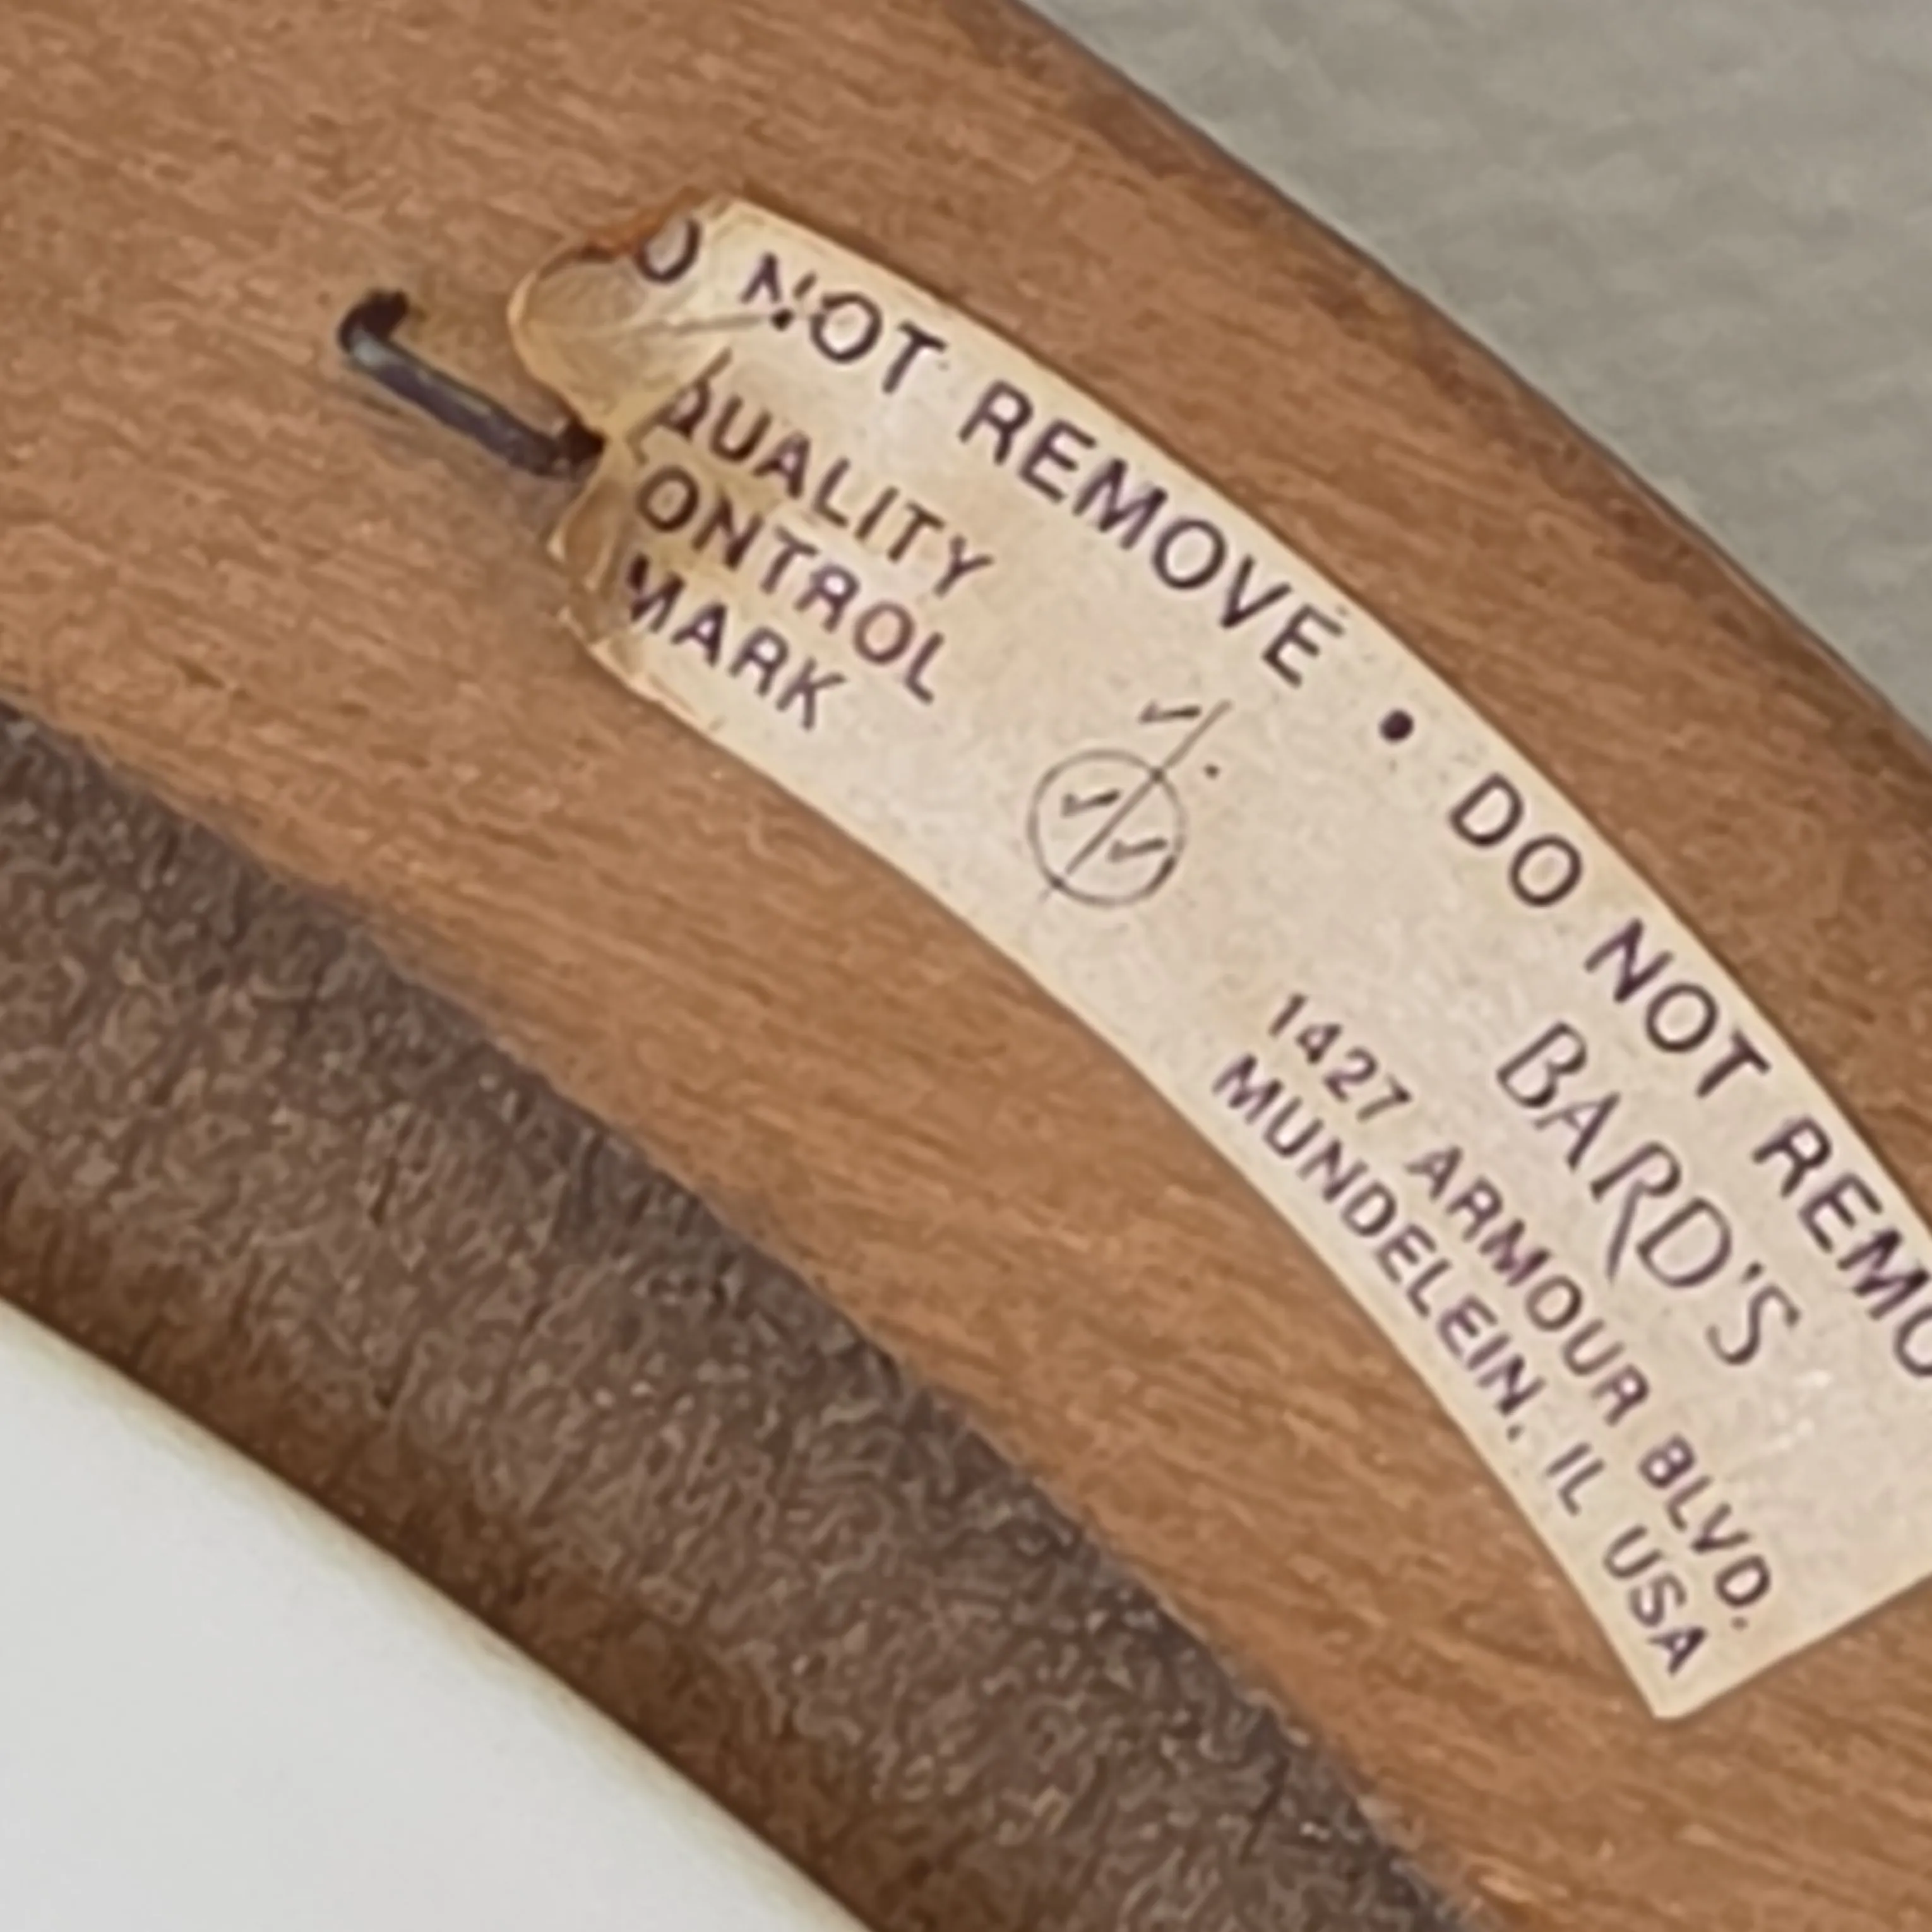 O NOT REMOVE • DO NOT REMO
QUALITY
ONTROL
MARK
BARD'S
1427 ARMOUR BLVD.
MUNDELEIN, IL USA